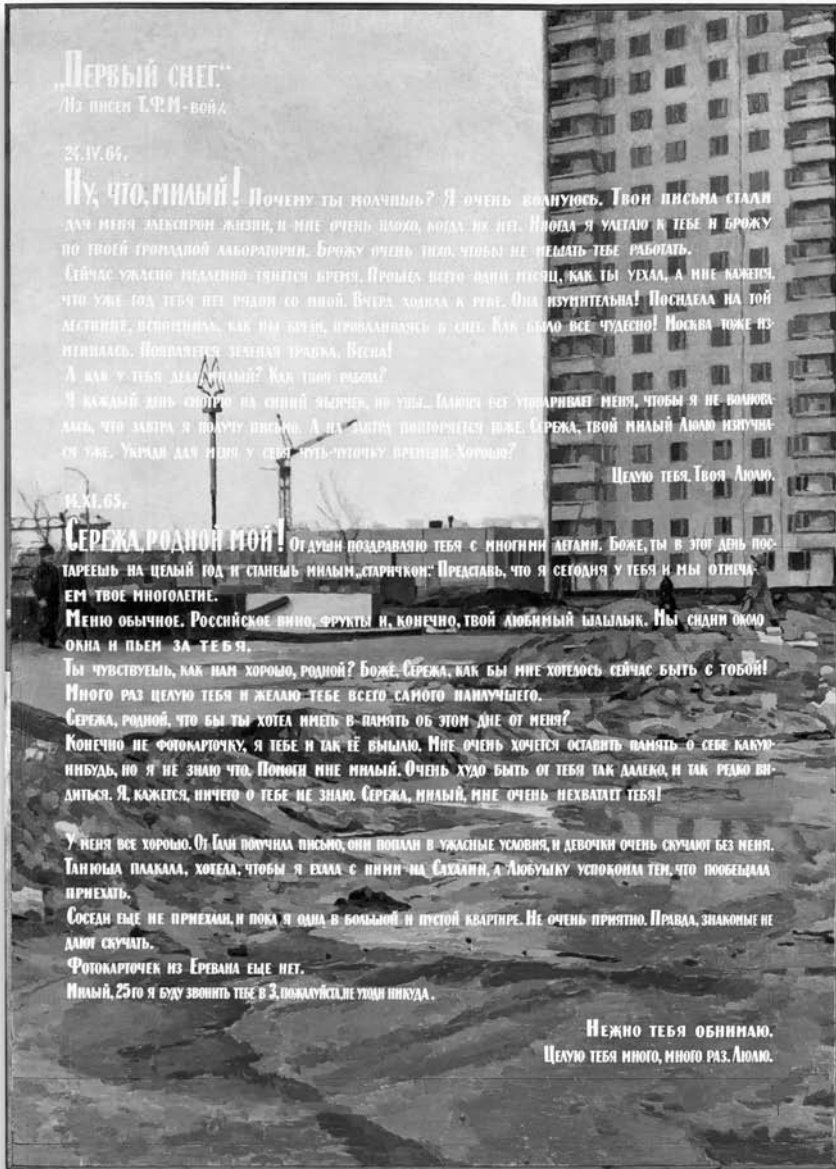 „Первый снег.“
/Из писем Т.Ф.М-вой/.
24.IV.64г.
Ну, что, милый! Почему ты молчишь? Я очень волнуюсь. Твои письма стали
для меня элексиром жизни, и мне очень плохо, когда их нет. Иногда я улетаю к тебе и брожу
по твоей громадной лаборатории. Брожу очень тихо, чтобы не мешать тебе работать.
Сейчас ужасно медленно тянется время. Прошел всего один месяц, как ты уехал, а мне кажется,
что уже год тебя нет рядом со мной. Вчера ходила к реке. Она изумительна! Посидела на той
лестнице, вспомнила, как мы бежали, проваливаясь в снег. Как было все чудесно! Москва тоже из-
менилась. Появляется зеленая травка. Весна!
А как у тебя дела, милый? Как твоя работа?
Я каждый день смотрю на синий ящичек, но увы... Галюня все уговаривает меня, чтобы я не волнова-
лась, что завтра я получу письмо. А на завтра повторяется тоже. Сережа, твой милый Люлю измучил-
ся уже. Укради для меня у себя чуть-чуточку времени. Хорошо?
Целую тебя. Твоя Люлю.
14.XI.65г.
Сережа, родной мой! От души поздравляю тебя с многими летами. Боже, ты в этот день пос-
тареешь на целый год и станешь милым „старичком.“ Представь, что я сегодня у тебя и мы отмеча-
ем твое многолетие.
Меню обычное. Российское вино, фрукты и, конечно, твой любимый шашлык. Мы сидим около
окна и пьем за тебя.
Ты чувствуешь, как нам хорошо, родной? Боже, Сережа, как бы мне хотелось сейчас быть с тобой!
Много раз целую тебя и желаю тебе всего самого наилучшего.
Сережа, родной, что бы ты хотел иметь в память об этом дне от меня?
Конечно не фотокарточку, я тебе и так её вышлю. Мне очень хочется оставить память о себе какую-
нибудь, но я не знаю что. Помоги мне милый. Очень худо быть от тебя так далеко, и так редко ви-
диться. Я, кажется, ничего о тебе не знаю. Сережа, милый, мне очень нехватает тебя!
У меня все хорошо. От Гали получила письмо, они попали в ужасные условия, и девочки очень скучают без меня.
Танюша плакала, хотела, чтобы я ехала с ними на Сахалин, а Любушку успокоила тем, что пообещала
приехать.
Соседи еще не приехали, и пока я одна в большой и пустой квартире. Не очень приятно. Правда, знакомые не
дают скучать.
Фотокарточек из Еревана еще нет.
Милый, 25го я буду звонить тебе в 3, пожалуйста, не уходи никуда.
Нежно тебя обнимаю.
Целую тебя много, много раз. Люлю.